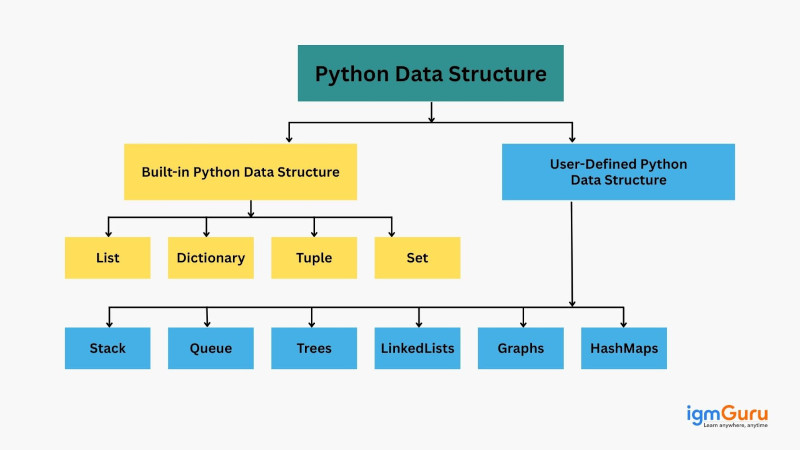 Python Data Structure
Built-in Python Data Structure
User-Defined Python
Data Structure
List
Dictionary
Tuple
Set
Stack
Queue
Trees
LinkedLists
Graphs
HashMaps
igmGuru
Learn anywhere, anytime